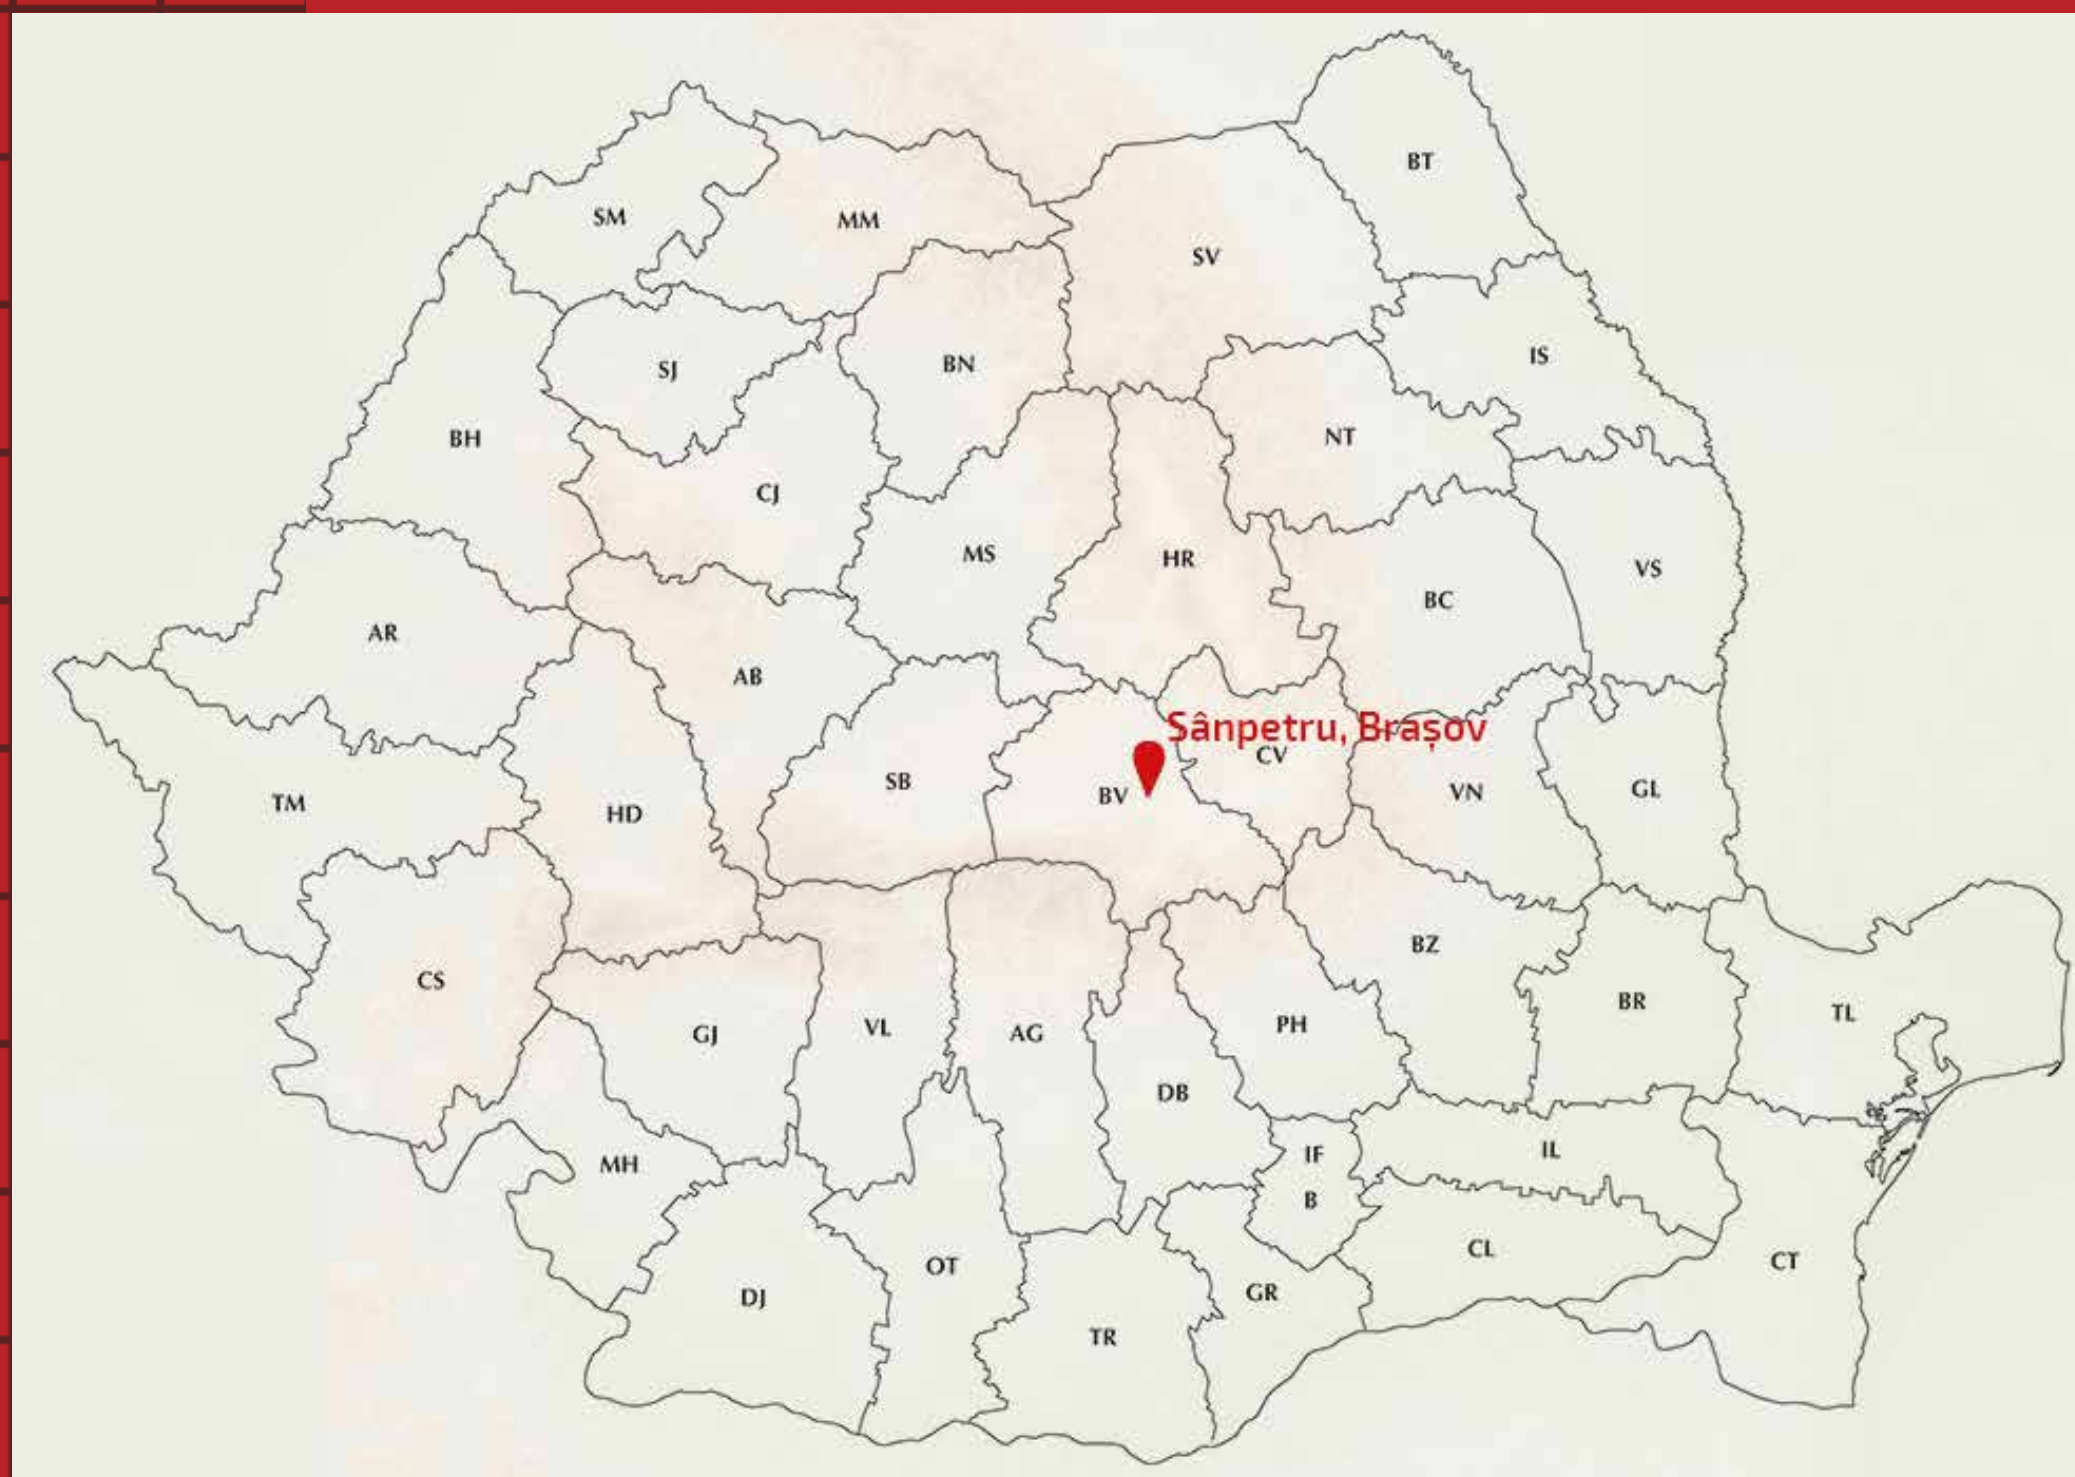 BT
SM
MM
SV
IS
SJ
BN
BH
NT
CJ
MS
HR
VS
BC
AR
AB
Sânpetru, Brașov
CV
SB
BV
VN
GL
TM
HD
BZ
CS
BR
TL
PH
VL
AG
GJ
DB
IL
IF
MH
B
CL
CT
OT
GR
DJ
TR